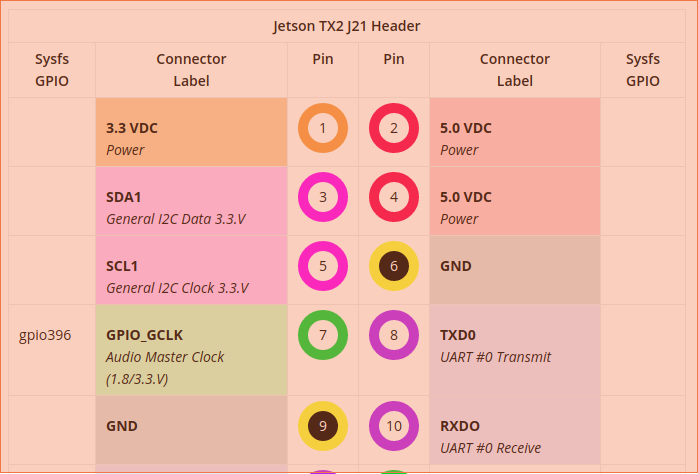 Jetson TX2 J21 Header
Sysfs GPIO Connector Label Pin Pin Connector Label Sysfs GPIO
3.3 VDC 1 2 5.0 VDC
Power Power
SDA1 3 4 5.0 VDC
General I2C Data 3.3.V Power
SCL1 5 6 GND
General I2C Clock 3.3.V
gpio396 GPIO_GCLK 7 8 TXD0
Audio Master Clock UART #0 Transmit
(1.8/3.3.V)
GND 9 10 RXDO
UART #0 Receive